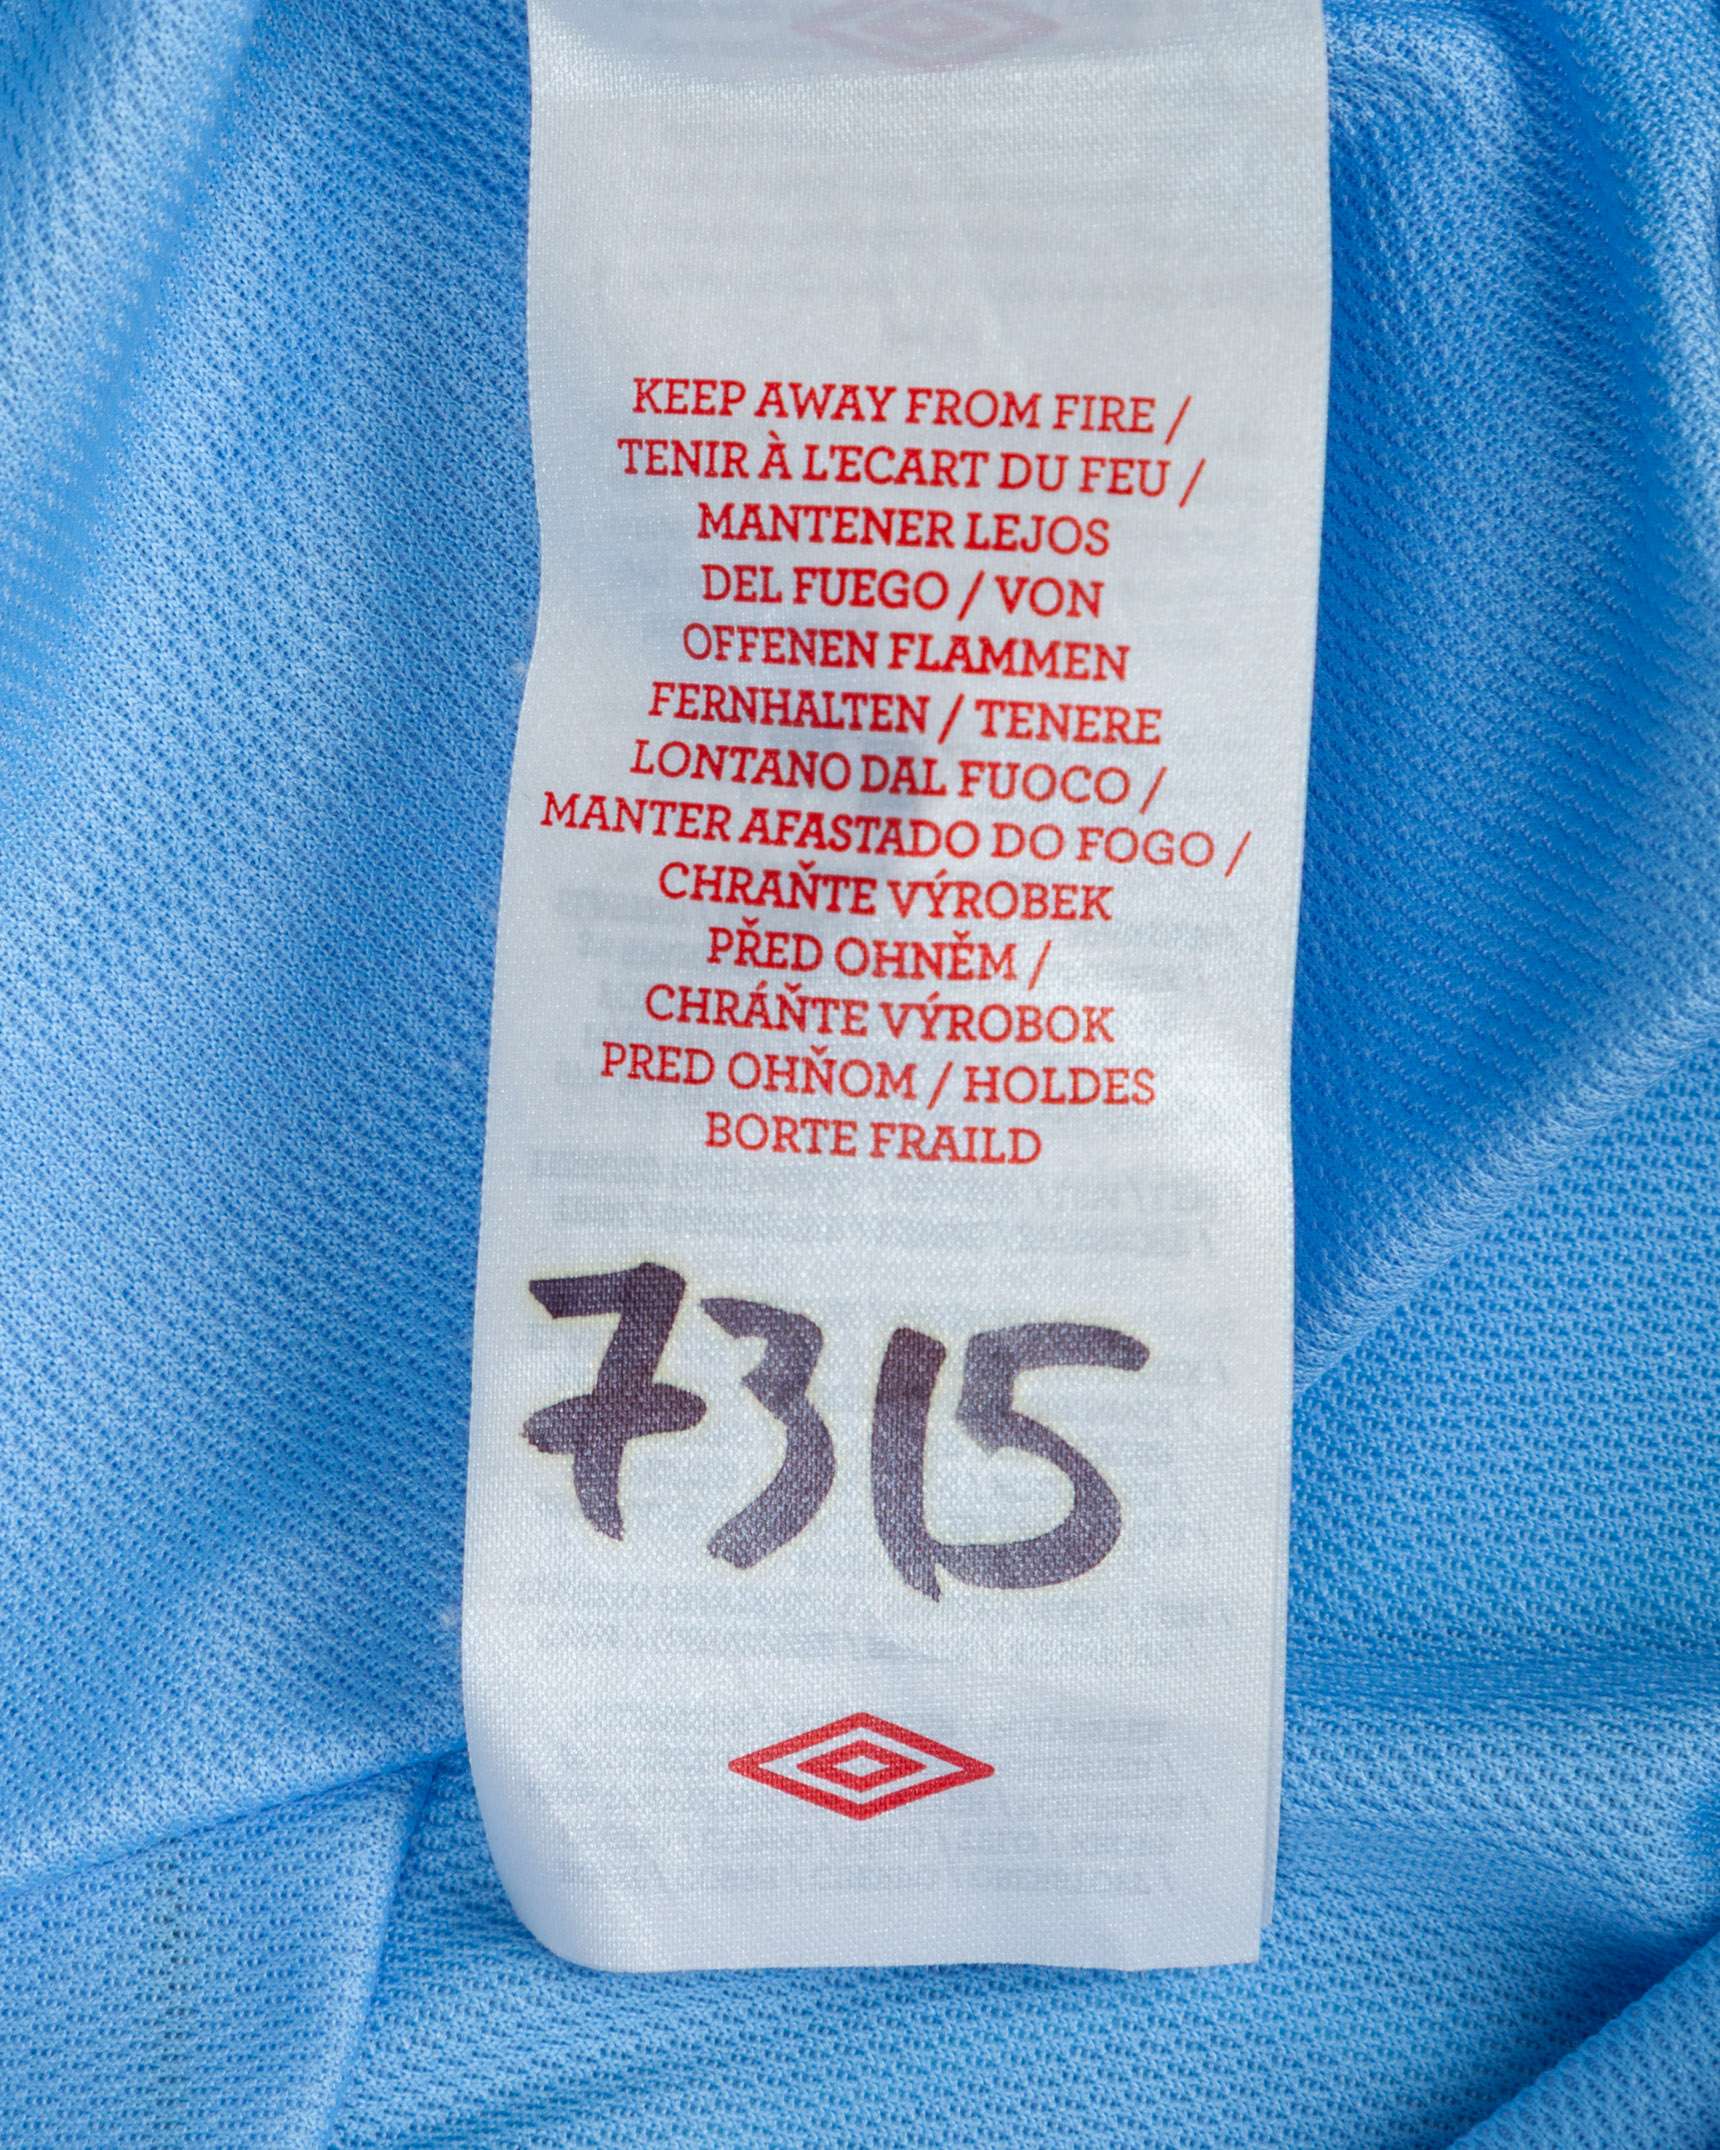 KEEP AWAY FROM FIRE /
TENIR À L'ECART DU FEU /
MANTENER LEJOS
DEL FUEGO / VON
OFFENEN FLAMMEN
FERNHALTEN / TENERE
LONTANO DAL FUOCO /
MANTER AFASTADO DO FOGO /
CHRAŇTE VÝROBEK
PŘED OHNĚM /
CHRÁŇTE VÝROBOK
PRED OHŇOM / HOLDES
BORTE FRAILD
7315